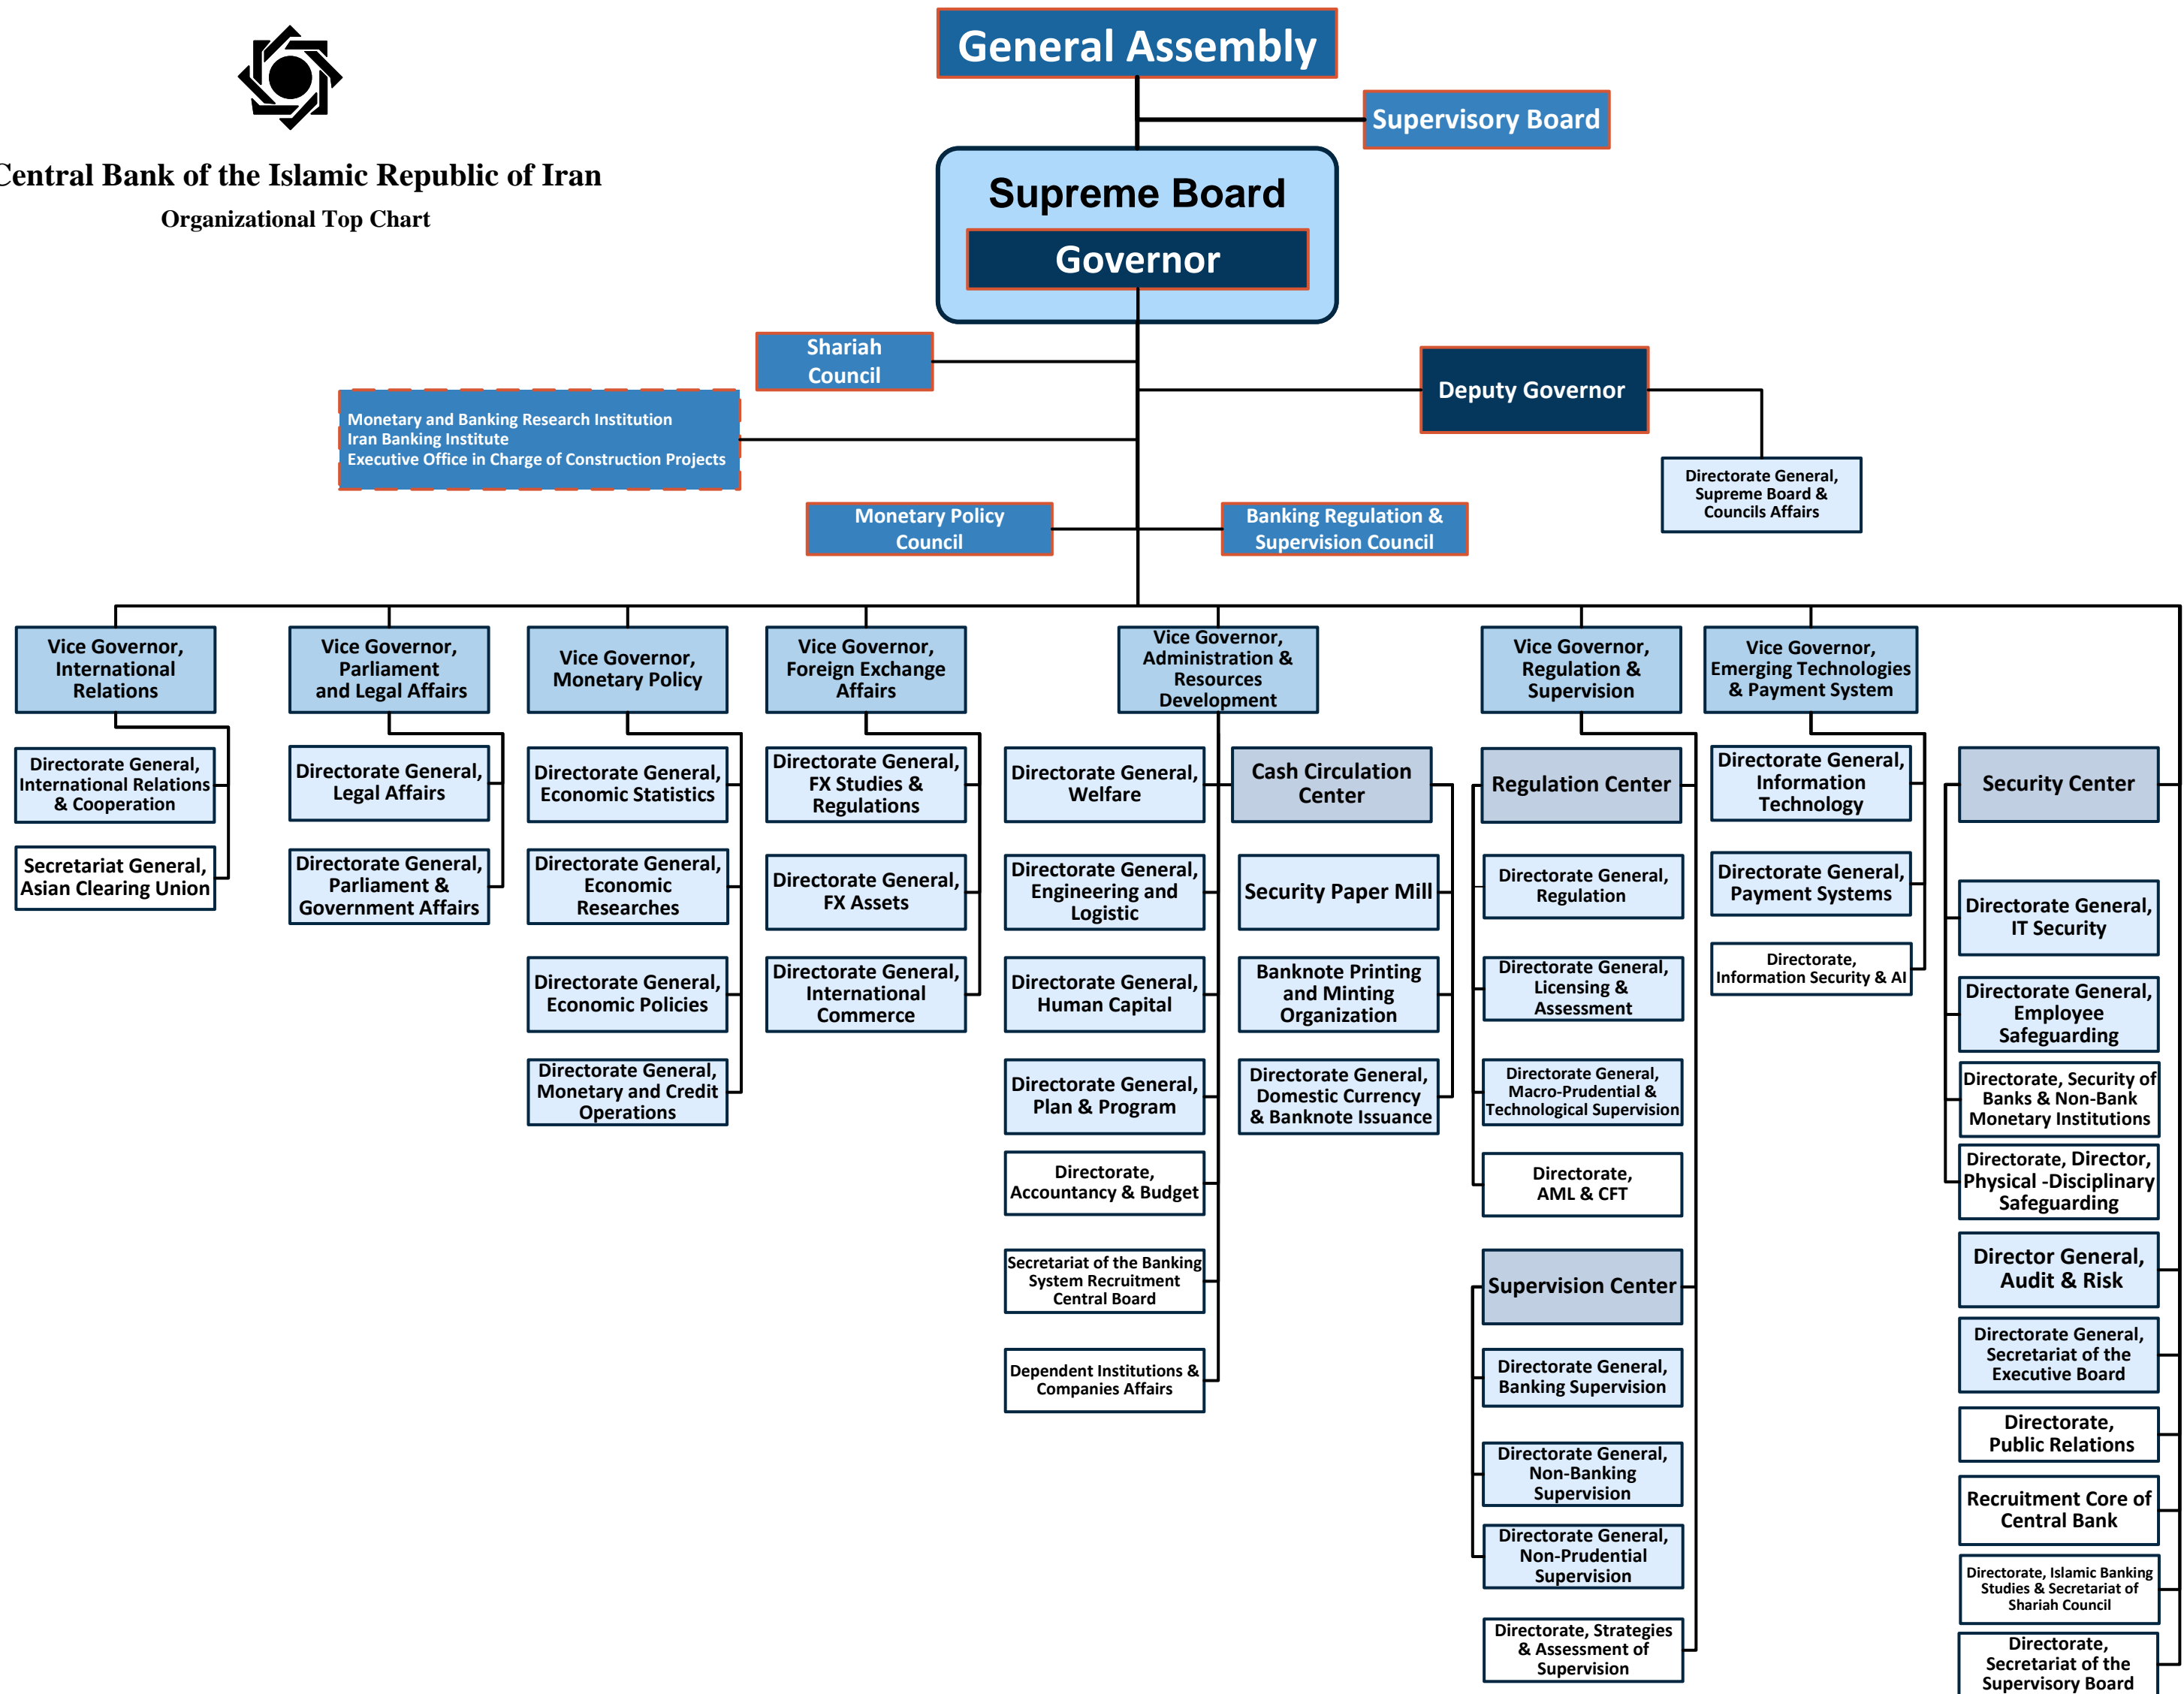 General Assembly
Supervisory Board
Central Bank of the Islamic Republic of Iran
Organizational Top Chart
Supreme Board
Governor
Shariah
Council
Deputy Governor
Monetary and Banking Research Institution
Iran Banking Institute
Executive Office in Charge of Construction Projects
Directorate General,
Supreme Board &
Councils Affairs
Monetary Policy
Council
Banking Regulation &
Supervision Council
Vice Governor,
International
Relations
Directorate General,
International Relations
& Cooperation
Secretariat General,
Asian Clearing Union
Vice Governor,
Parliament
and Legal Affairs
Directorate General,
Legal Affairs
Directorate General,
Parliament &
Government Affairs
Vice Governor,
Monetary Policy
Directorate General,
Economic Statistics
Directorate General,
Economic
Researches
Directorate General,
Economic Policies
Directorate General,
Monetary and Credit
Operations
Vice Governor,
Foreign Exchange
Affairs
Directorate General,
FX Studies &
Regulations
Directorate General,
FX Assets
Directorate General,
International
Commerce
Vice Governor,
Administration &
Resources
Development
Directorate General,
Welfare
Directorate General,
Engineering and
Logistic
Directorate General,
Human Capital
Directorate General,
Plan & Program
Directorate,
Accountancy & Budget
Secretariat of the Banking
System Recruitment
Central Board
Dependent Institutions &
Companies Affairs
Cash Circulation
Center
Security Paper Mill
Banknote Printing
and Minting
Organization
Directorate General,
Domestic Currency
& Banknote Issuance
Vice Governor,
Regulation &
Supervision
Regulation Center
Directorate General,
Regulation
Directorate General,
Licensing &
Assessment
Directorate General,
Macro-Prudential &
Technological Supervision
Directorate,
AML & CFT
Supervision Center
Directorate General,
Banking Supervision
Directorate General,
Non-Banking
Supervision
Directorate General,
Non-Prudential
Supervision
Directorate, Strategies
& Assessment of
Supervision
Vice Governor,
Emerging Technologies
& Payment System
Directorate General,
Information
Technology
Directorate General,
Payment Systems
Directorate,
Information Security & AI
Security Center
Directorate General,
IT Security
Directorate General,
Employee
Safeguarding
Directorate, Security of
Banks & Non-Bank
Monetary Institutions
Directorate, Director,
Physical -Disciplinary
Safeguarding
Director General,
Audit & Risk
Directorate General,
Secretariat of the
Executive Board
Directorate,
Public Relations
Recruitment Core of
Central Bank
Directorate, Islamic Banking
Studies & Secretariat of
Shariah Council
Directorate,
Secretariat of the
Supervisory Board